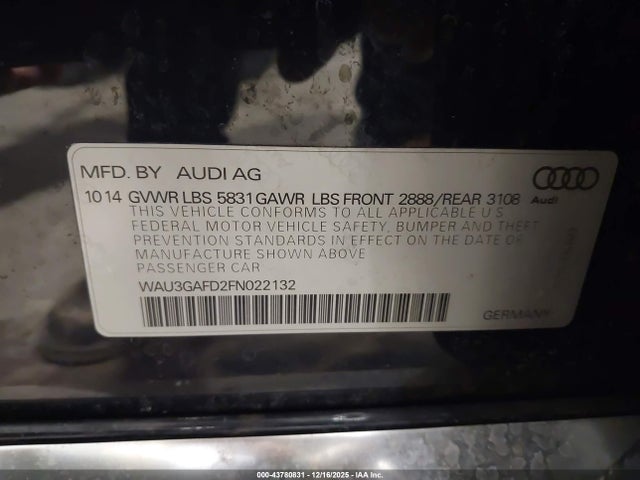 MFD. BY AUDI AG
10 14 GVWR LBS 5831 GAWR LBS FRONT 2888/REAR 3108
Audi
THIS VEHICLE CONFORMS TO ALL APPLICABLE U S
FEDERAL MOTOR VEHICLE SAFETY, BUMPER AND THEFT
PREVENTION STANDARDS IN EFFECT ON THE DATE OF
MANUFACTURE SHOWN ABOVE
PASSENGER CAR
WAU3GAFD2FN022132
GERMANY
000-43780831 - 12/16/2025 - IAA Inc.